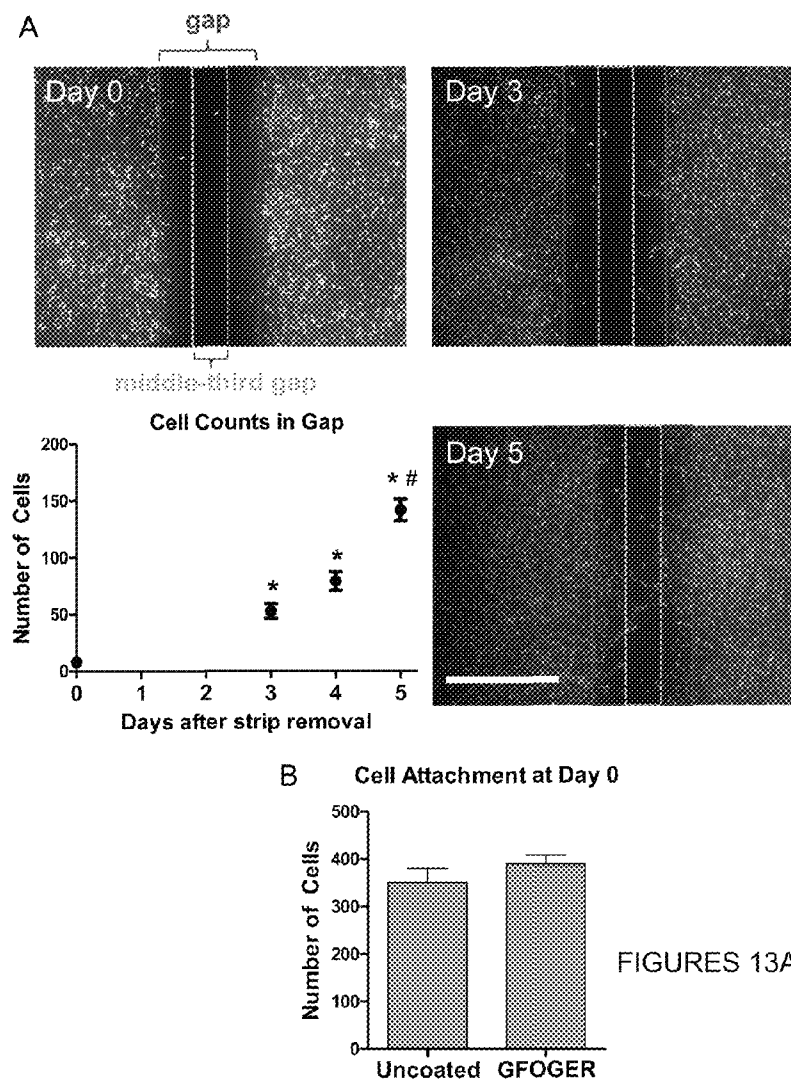 A
gap
Day 0
Day 3
middle-third gap
Cell Counts in Gap
Number of Cells
200
150
100
50
0
* 
*
* #
0 1 2 3 4 5
Days after strip removal
Day 5
B
Cell Attachment at Day 0
Number of Cells
500
400
300
200
100
0
Uncoated GFOGER
FIGURES 13A